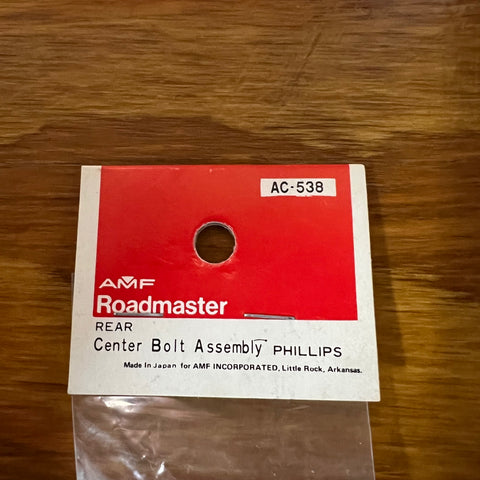 AC-538
AMF
Roadmaster
REAR
Center Bolt Assembly PHILLIPS
Made In Japan for AMF INCORPORATED, Little Rock, Arkansas.